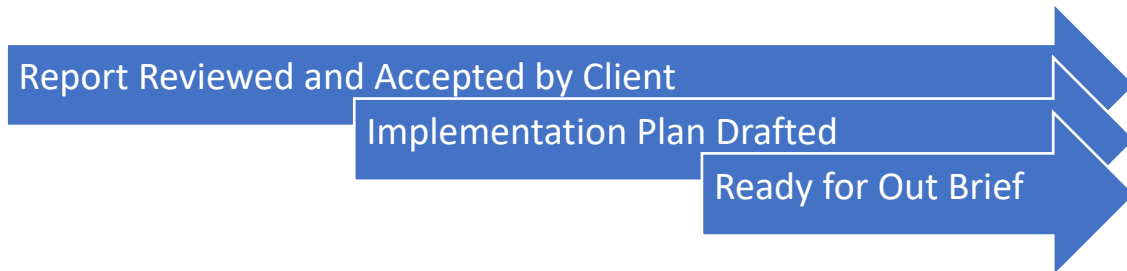 Report Reviewed and Accepted by Client
Implementation Plan Drafted
Ready for Out Brief